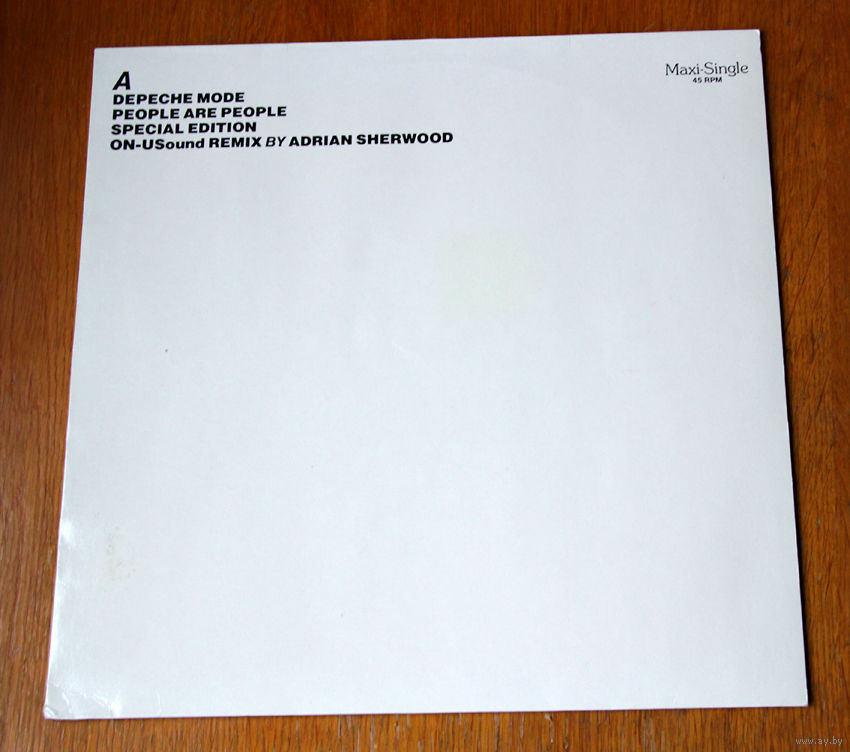 A
DEPECHE MODE
PEOPLE ARE PEOPLE
SPECIAL EDITION
ON-USound REMIX BY ADRIAN SHERWOOD
Maxi-Single
45 RPM
www.ay.by